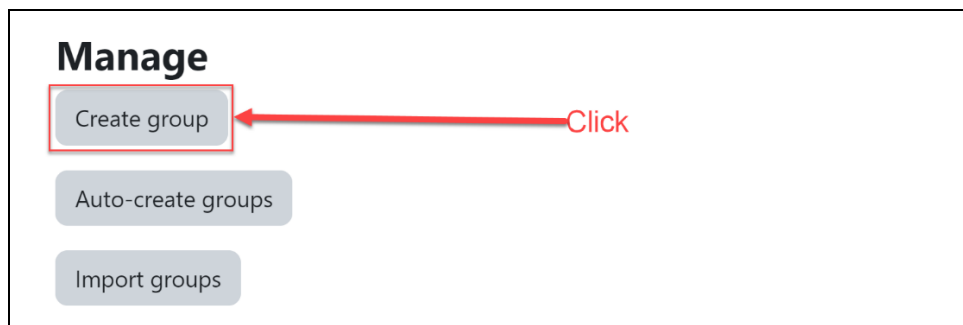 Manage
Create group
Click
Auto-create groups
Import groups